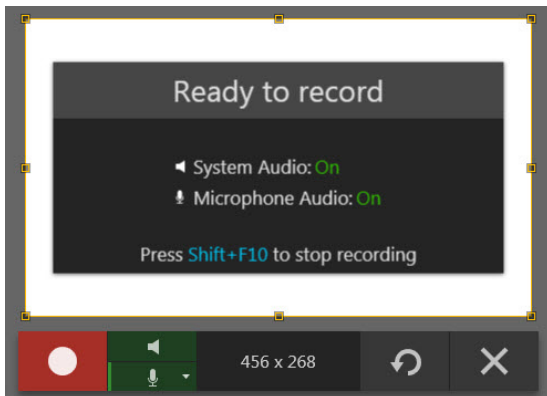 Ready to record
System Audio: On
Microphone Audio: On
Press Shift+F10 to stop recording
456 x 268